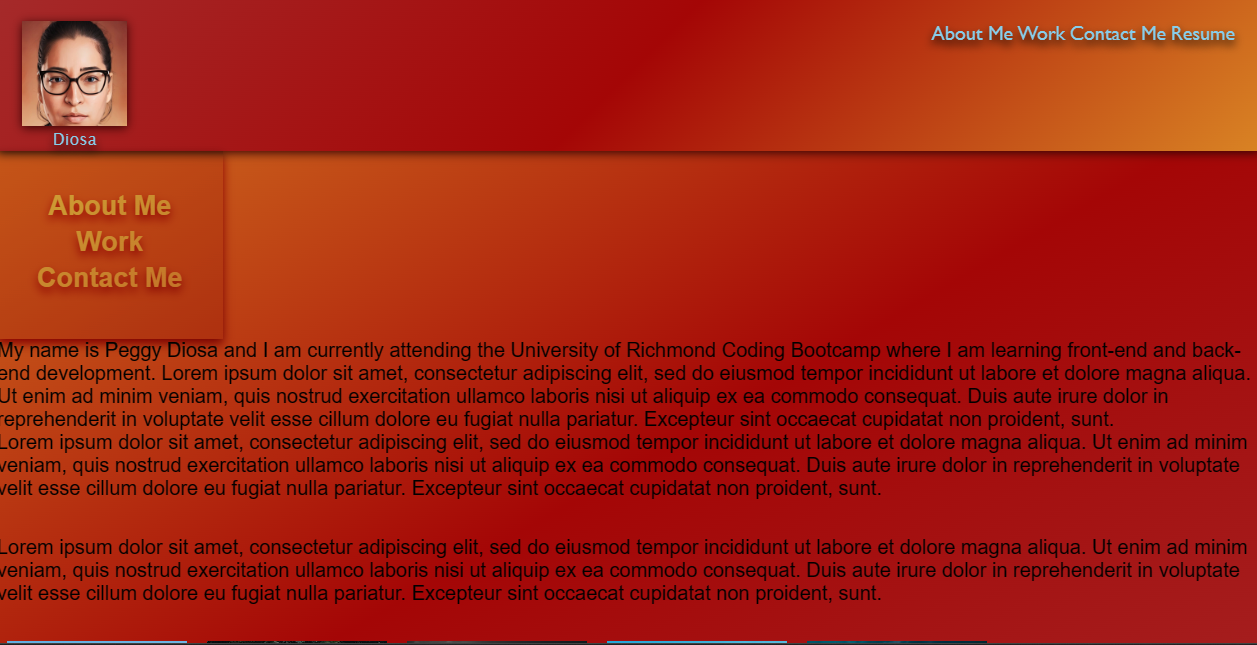 About Me Work Contact Me Resume
Diosa
About Me
Work
Contact Me
My name is Peggy Diosa and I am currently attending the University of Richmond Coding Bootcamp where I am learning front-end and back-
end development. Lorem ipsum dolor sit amet, consectetur adipiscing elit, sed do eiusmod tempor incididunt ut labore et dolore magna aliqua.
Ut enim ad minim veniam, quis nostrud exercitation ullamco laboris nisi ut aliquip ex ea commodo consequat. Duis aute irure dolor in
reprehenderit in voluptate velit esse cillum dolore eu fugiat nulla pariatur. Excepteur sint occaecat cupidatat non proident, sunt.
Lorem ipsum dolor sit amet, consectetur adipiscing elit, sed do eiusmod tempor incididunt ut labore et dolore magna aliqua. Ut enim ad minim
veniam, quis nostrud exercitation ullamco laboris nisi ut aliquip ex ea commodo consequat. Duis aute irure dolor in reprehenderit in voluptate
velit esse cillum dolore eu fugiat nulla pariatur. Excepteur sint occaecat cupidatat non proident, sunt.
Lorem ipsum dolor sit amet, consectetur adipiscing elit, sed do eiusmod tempor incididunt ut labore et dolore magna aliqua. Ut enim ad minim
veniam, quis nostrud exercitation ullamco laboris nisi ut aliquip ex ea commodo consequat. Duis aute irure dolor in reprehenderit in voluptate
velit esse cillum dolore eu fugiat nulla pariatur. Excepteur sint occaecat cupidatat non proident, sunt.